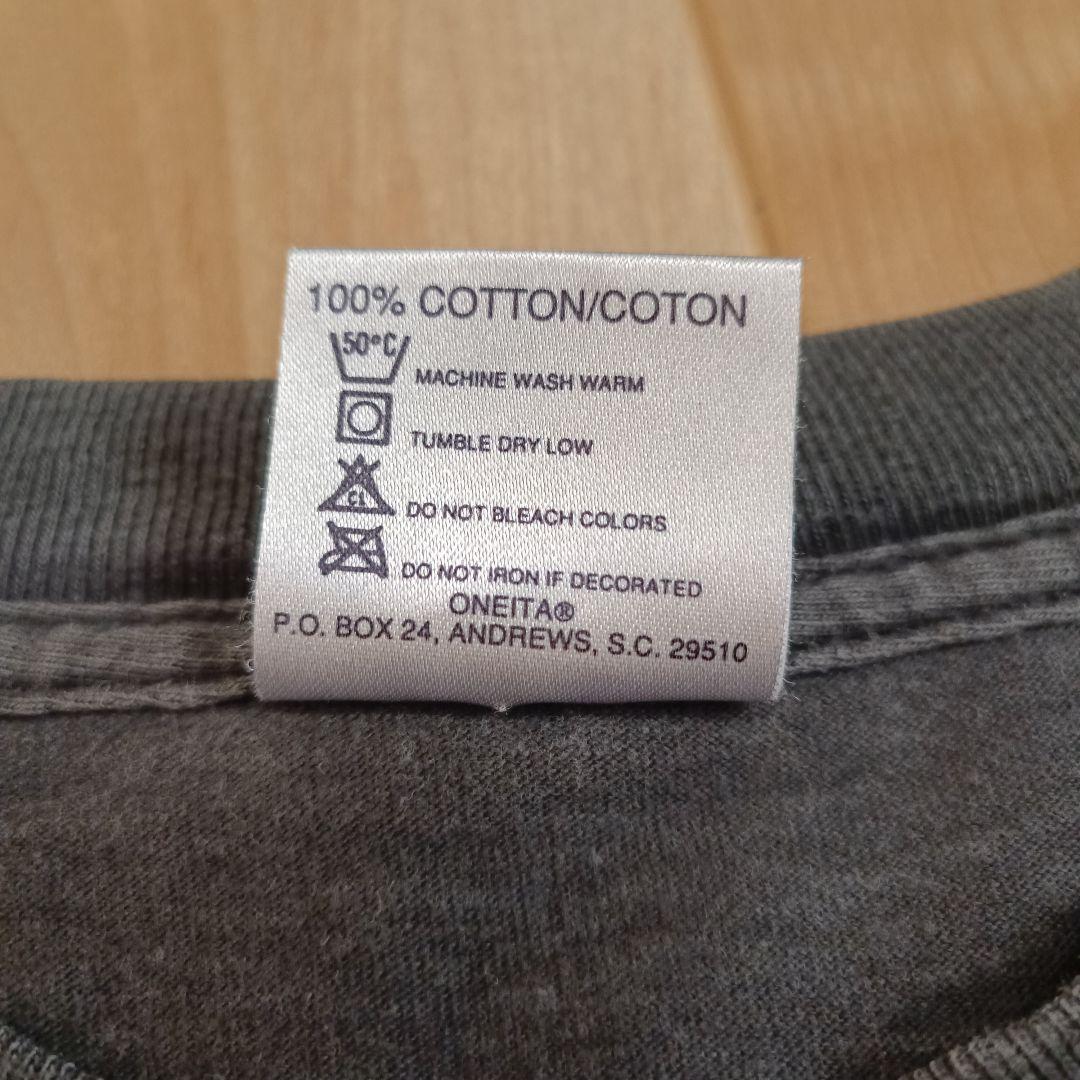 100% COTTON/COTON
50°C
MACHINE WASH WARM
TUMBLE DRY LOW
CL
DO NOT BLEACH COLORS
DO NOT IRON IF DECORATED
ONEITA®
P.O. BOX 24, ANDREWS, S.C. 29510